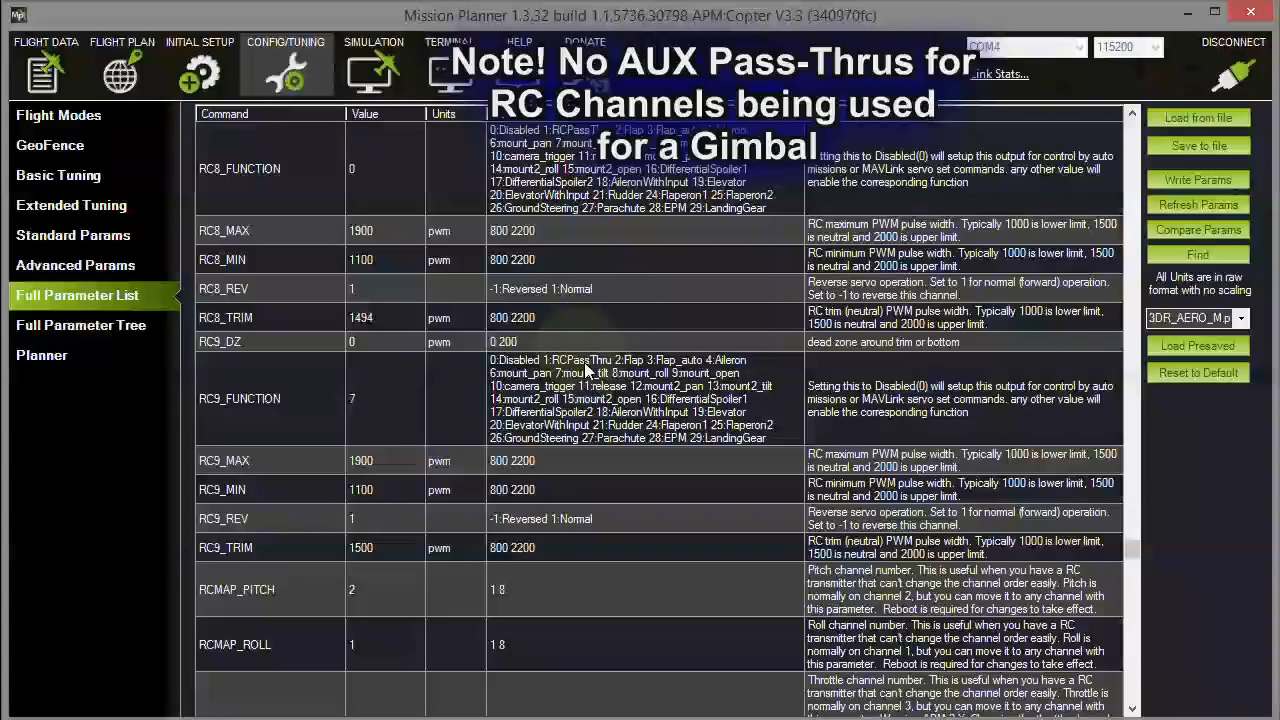 Mission Planner 1.3.32 build 1.1.5736.30798 APM:Copter V3.3 (340970fc)
FLIGHT DATA FLIGHT PLAN INITIAL SETUP CONFIG/TUNING SIMULATION TERMINAL HELP DONATE
COM4 115200 DISCONNECT
Link Stats...
Note! No AUX Pass-Thrus for
RC Channels being used
for a Gimbal
Flight Modes
GeoFence
Basic Tuning
Extended Tuning
Standard Params
Advanced Params
Full Parameter List
Full Parameter Tree
Planner
Command Value Units
RC8_FUNCTION 0
0:Disabled 1:RCPassThru 2:Flap 3:Flap_auto 4:Aileron
6:mount_pan 7:mount
10:camera_trigger 11:
14:mount2_roll 15:mount2_open 16:DifferentialSpoiler1
17:DifferentialSpoiler2 18:AileronWithInput 19:Elevator
20:ElevatorWithInput 21:Rudder 24:Flaperon1 25:Flaperon2
26:GroundSteering 27:Parachute 28:EPM 29:LandingGear
Setting this to Disabled(0) will setup this output for control by auto
missions or MAVLink servo set commands. any other value will
enable the corresponding function
RC8_MAX 1900 pwm 800 2200
RC maximum PWM pulse width. Typically 1000 is lower limit, 1500
is neutral and 2000 is upper limit.
RC8_MIN 1100 pwm 800 2200
RC minimum PWM pulse width. Typically 1000 is lower limit, 1500
is neutral and 2000 is upper limit.
RC8_REV 1 -1:Reversed 1:Normal
Reverse servo operation. Set to 1 for normal (forward) operation.
Set to -1 to reverse this channel.
RC8_TRIM 1494 pwm 800 2200
RC trim (neutral) PWM pulse width. Typically 1000 is lower limit,
1500 is neutral and 2000 is upper limit.
RC9_DZ 0 0 200 dead zone around trim or bottom
RC9_FUNCTION 7
0:Disabled 1:RCPassThru 2:Flap 3:Flap_auto 4:Aileron
6:mount_pan 7:mount_tilt 8:mount_roll 9:mount_open
10:camera_trigger 11:release 12:mount2_pan 13:mount2_tilt
14:mount2_roll 15:mount2_open 16:DifferentialSpoiler1
17:DifferentialSpoiler2 18:AileronWithInput 19:Elevator
20:ElevatorWithInput 21:Rudder 24:Flaperon1 25:Flaperon2
26:GroundSteering 27:Parachute 28:EPM 29:LandingGear
Setting this to Disabled(0) will setup this output for control by auto
missions or MAVLink servo set commands. any other value will
enable the corresponding function
RC9_MAX 1900 pwm 800 2200
RC maximum PWM pulse width. Typically 1000 is lower limit, 1500
is neutral and 2000 is upper limit.
RC9_MIN 1100 pwm 800 2200
RC minimum PWM pulse width. Typically 1000 is lower limit, 1500
is neutral and 2000 is upper limit.
RC9_REV 1 -1:Reversed 1:Normal
Reverse servo operation. Set to 1 for normal (forward) operation.
Set to -1 to reverse this channel.
RC9_TRIM 1500 pwm 800 2200
RC trim (neutral) PWM pulse width. Typically 1000 is lower limit,
1500 is neutral and 2000 is upper limit.
RCMAP_PITCH 2 1 8
Pitch channel number. This is useful when you have a RC
transmitter that can't change the channel order easily. Pitch is
normally on channel 2, but you can move it to any channel with
this parameter. Reboot is required for changes to take effect.
RCMAP_ROLL 1 1 8
Roll channel number. This is useful when you have a RC
transmitter that can't change the channel order easily. Roll is
normally on channel 1, but you can move it to any channel with
this parameter. Reboot is required for changes to take effect.
Throttle channel number. This is useful when you have a RC
transmitter that can't change the channel order easily. Throttle is
normally on channel 3, but you can move it to any channel with
Load from file
Save to file
Write Params
Refresh Params
Compare Params
Find
All Units are in raw
format with no scaling
3DR_AERO_M.p
Load Presaved
Reset to Default